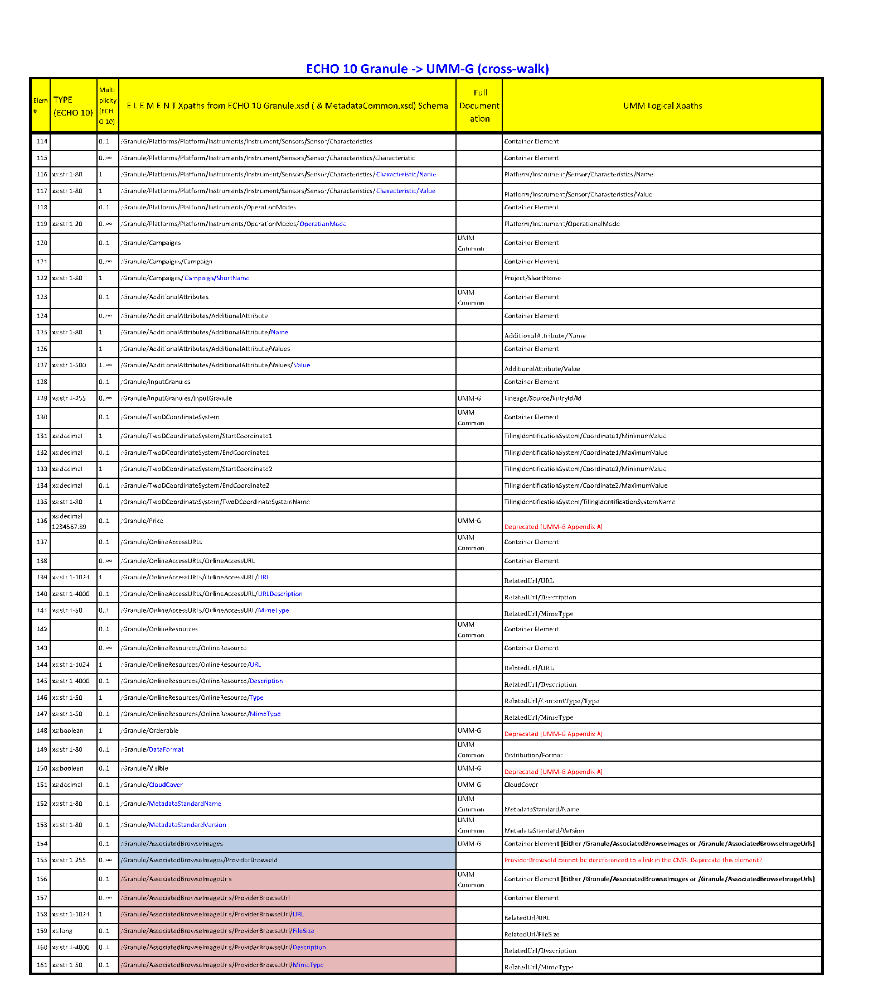 ECHO 10 Granule -> UMM-G (cross-walk)
Elem # TYPE (ECHO 10) Multi plicity (ECH O 10) E L E M E N T Xpaths from ECHO 10 Granule.xsd ( & MetadataCommon.xsd) Schema Full Document ation UMM Logical Xpaths
114 0..1 /Granule/Platforms/Platform/Instruments/Instrument/Sensors/Sensor/Characteristics Container Element
115 0..∞ /Granule/Platforms/Platform/Instruments/Instrument/Sensors/Sensor/Characteristics/Characteristic Container Element
116 xs:str 1-80 1 /Granule/Platforms/Platform/Instruments/Instrument/Sensors/Sensor/Characteristics/Characteristic/Name Platform/Instrument/Sensor/Characteristics/Name
117 xs:str 1-80 1 /Granule/Platforms/Platform/Instruments/Instrument/Sensors/Sensor/Characteristics/Characteristic/Value Platform/Instrument/Sensor/Characteristics/Value
118 0..1 /Granule/Platforms/Platform/Instruments/OperationModes Container Element
119 xs:str 1-20 0..∞ /Granule/Platforms/Platform/Instruments/OperationModes/OperationMode Platform/Instrument/OperationalMode
120 0..1 /Granule/Campaigns UMM Common Container Element
121 0..∞ /Granule/Campaigns/Campaign Container Element
122 xs:str 1-80 1 /Granule/Campaigns/Campaign/ShortName Project/ShortName
123 0..1 /Granule/AdditionalAttributes UMM Common Container Element
124 0..∞ /Granule/AdditionalAttributes/AdditionalAttribute Container Element
125 xs:str 1-80 1 /Granule/AdditionalAttributes/AdditionalAttribute/Name AdditionalAttribute/Name
126 1 /Granule/AdditionalAttributes/AdditionalAttribute/Values Container Element
127 xs:str 1-500 1..∞ /Granule/AdditionalAttributes/AdditionalAttribute/Values/Value AdditionalAttribute/Value
128 0..1 /Granule/InputGranules Container Element
129 xs:str 1-255 0..∞ /Granule/InputGranules/InputGranule UMM-G Lineage/Source/EntryId/Id
130 0..1 /Granule/TwoDCoordinateSystem UMM Common Container Element
131 xs:decimal 1 /Granule/TwoDCoordinateSystem/StartCoordinate1 TilingIdentificationSystem/Coordinate1/MinimumValue
132 xs:decimal 0..1 /Granule/TwoDCoordinateSystem/EndCoordinate1 TilingIdentificationSystem/Coordinate1/MaximumValue
133 xs:decimal 1 /Granule/TwoDCoordinateSystem/StartCoordinate2 TilingIdentificationSystem/Coordinate2/MinimumValue
134 xs:decimal 0..1 /Granule/TwoDCoordinateSystem/EndCoordinate2 TilingIdentificationSystem/Coordinate2/MaximumValue
135 xs:str 1-80 1 /Granule/TwoDCoordinateSystem/TwoDCoordinateSystemName TilingIdentificationSystem/TilingIdentificationSystemName
136 xs:decimal 1234567.89 0..1 /Granule/Price UMM-G Deprecated [UMM-G Appendix A]
137 0..1 /Granule/OnlineAccessURLs UMM Common Container Element
138 0..∞ /Granule/OnlineAccessURLs/OnlineAccessURL Container Element
139 xs:str 1-1024 1 /Granule/OnlineAccessURLs/OnlineAccessURL/URL RelatedUrl/URL
140 xs:str 1-4000 0..1 /Granule/OnlineAccessURLs/OnlineAccessURL/URLDescription RelatedUrl/Description
141 xs:str 1-50 0..1 /Granule/OnlineAccessURLs/OnlineAccessURL/MimeType RelatedUrl/MimeType
142 0..1 /Granule/OnlineResources UMM Common Container Element
143 0..∞ /Granule/OnlineResources/OnlineResource Container Element
144 xs:str 1-1024 1 /Granule/OnlineResources/OnlineResource/URL RelatedUrl/URL
145 xs:str 1-4000 0..1 /Granule/OnlineResources/OnlineResource/Description RelatedUrl/Description
146 xs:str 1-50 1 /Granule/OnlineResources/OnlineResource/Type RelatedUrl/ContentType/Type
147 xs:str 1-50 0..1 /Granule/OnlineResources/OnlineResource/MimeType RelatedUrl/MimeType
148 xs:boolean 1 /Granule/Orderable UMM-G Deprecated [UMM-G Appendix A]
149 xs:str 1-80 0..1 /Granule/DataFormat UMM Common Distribution/Format
150 xs:boolean 0..1 /Granule/Visible UMM-G Deprecated [UMM-G Appendix A]
151 xs:decimal 0..1 /Granule/CloudCover UMM-G CloudCover
152 xs:str 1-80 0..1 /Granule/MetadataStandardName UMM Common MetadataStandard/Name
153 xs:str 1-80 0..1 /Granule/MetadataStandardVersion UMM Common MetadataStandard/Version
154 0..1 /Granule/AssociatedBrowseImages UMM-G Container Element [Either /Granule/AssociatedBrowseImages or /Granule/AssociatedBrowseImageUrls]
155 xs:str 1-255 0..∞ /Granule/AssociatedBrowseImages/ProviderBrowseId ProviderBrowseId cannot be dereferenced to a link in the CMR. Deprecate this element?
156 0..1 /Granule/AssociatedBrowseImageUrls UMM Common Container Element [Either /Granule/AssociatedBrowseImages or /Granule/AssociatedBrowseImageUrls]
157 0..∞ /Granule/AssociatedBrowseImageUrls/ProviderBrowseUrl Container Element
158 xs:str 1-1024 1 /Granule/AssociatedBrowseImageUrls/ProviderBrowseUrl/URL RelatedUrl/URL
159 xs:long 0..1 /Granule/AssociatedBrowseImageUrls/ProviderBrowseUrl/FileSize RelatedUrl/FileSize
160 xs:str 1-4000 0..1 /Granule/AssociatedBrowseImageUrls/ProviderBrowseUrl/Description RelatedUrl/Description
161 xs:str 1-50 0..1 /Granule/AssociatedBrowseImageUrls/ProviderBrowseUrl/MimeType RelatedUrl/MimeType